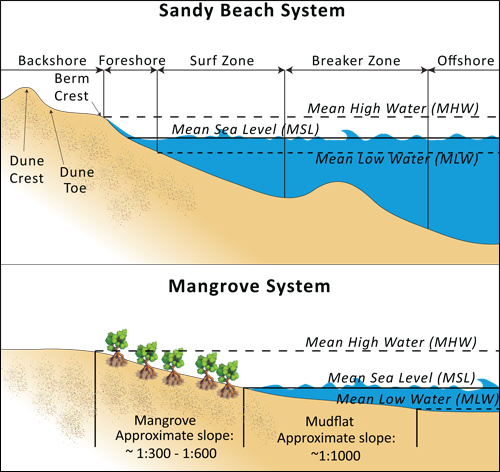 Sandy Beach System
Backshore Foreshore Surf Zone Breaker Zone Offshore
Berm
Crest
Mean High Water (MHW)
Mean Sea Level (MSL)
Mean Low Water (MLW)
Dune
Crest
Dune
Toe
Mangrove System
Mean High Water (MHW)
Mean Sea Level (MSL)
Mean Low Water (MLW)
Mangrove
Approximate slope:
~ 1:300 - 1:600
Mudflat
Approximate slope:
~1:1000